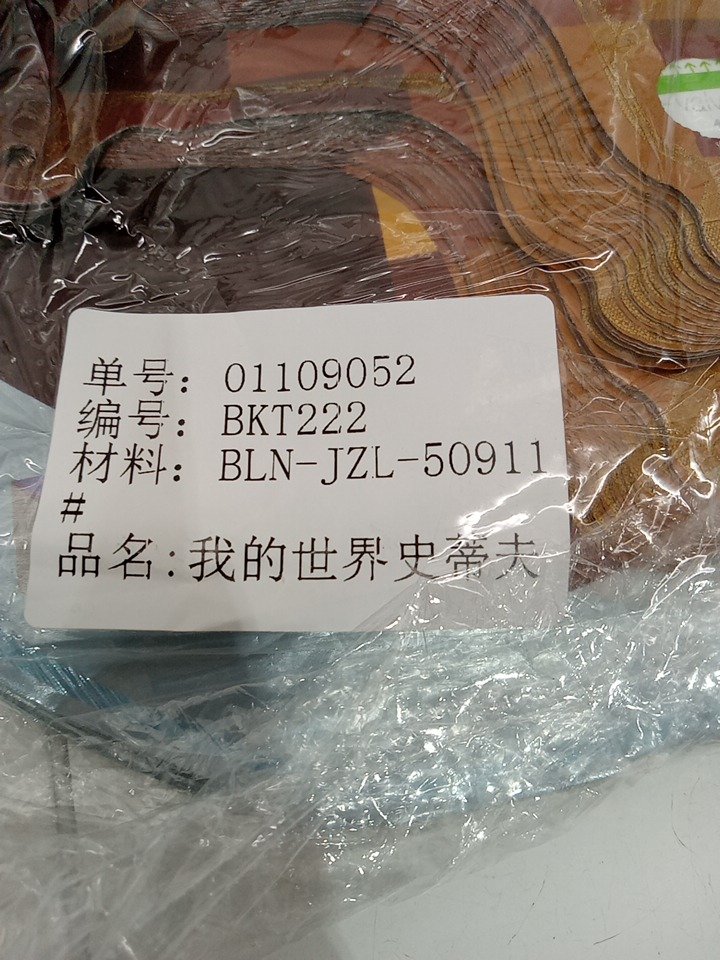 单号：01109052
编号：BKT222
材料：BLN-JZL-50911
#
品名:我的世界史蒂夫